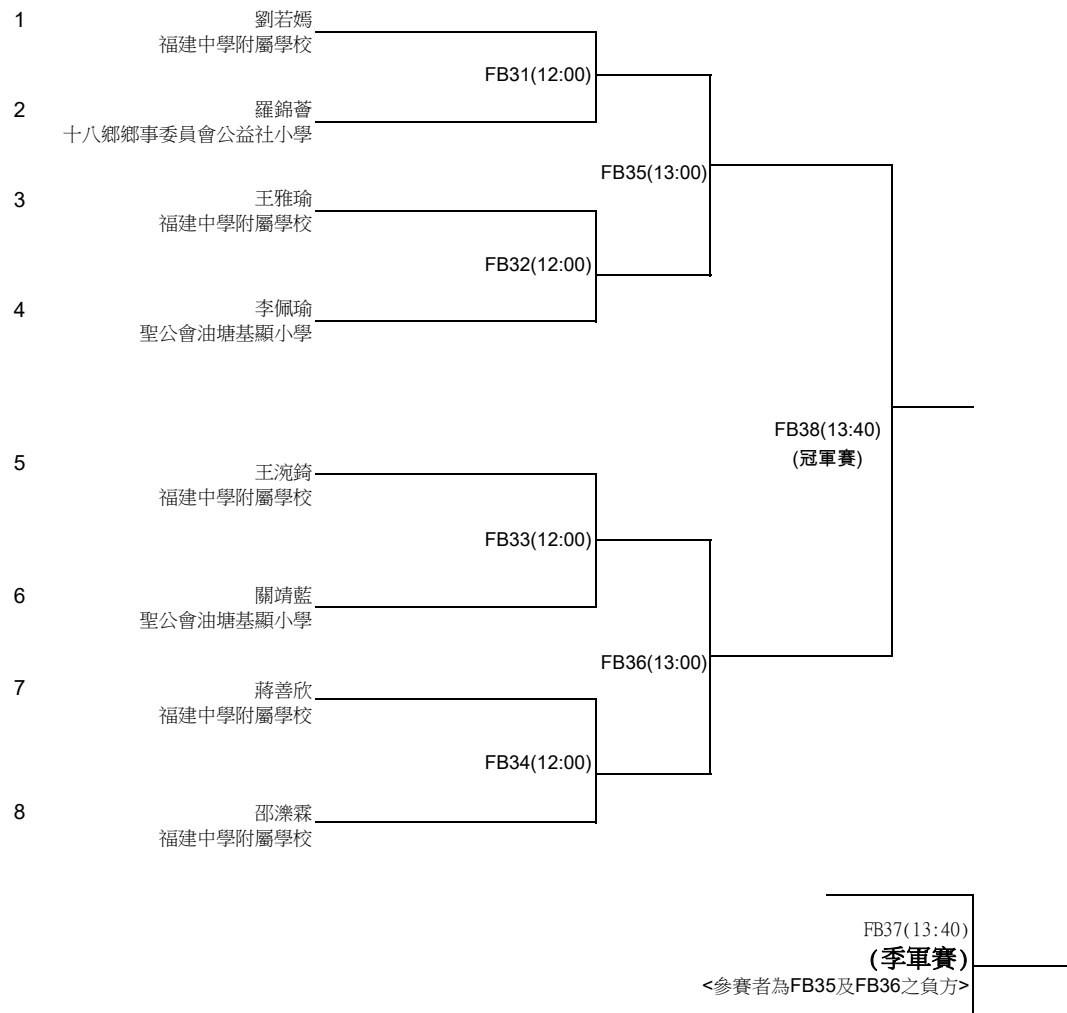 1
劉若嫣
福建中學附屬學校
FB31(12:00)
2
羅錦薈
十八鄉鄉事委員會公益社小學
FB35(13:00)
3
王雅瑜
福建中學附屬學校
FB32(12:00)
4
李佩瑜
聖公會油塘基顯小學
FB38(13:40)
(冠軍賽)
5
王涴錡
福建中學附屬學校
FB33(12:00)
6
關靖藍
聖公會油塘基顯小學
FB36(13:00)
7
蔣善欣
福建中學附屬學校
FB34(12:00)
8
邵濼霖
福建中學附屬學校
FB37(13:40)
(季軍賽)
<參賽者為FB35及FB36之負方>